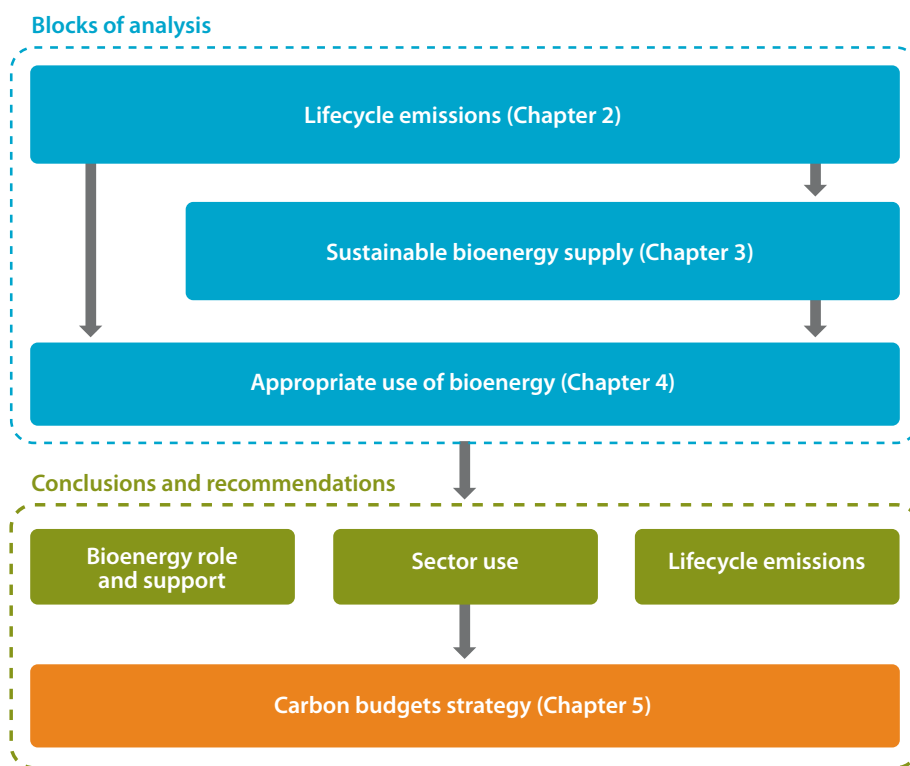 Blocks of analysis
Lifecycle emissions (Chapter 2)
Sustainable bioenergy supply (Chapter 3)
Appropriate use of bioenergy (Chapter 4)
Conclusions and recommendations
Bioenergy role
and support
Sector use
Lifecycle emissions
Carbon budgets strategy (Chapter 5)